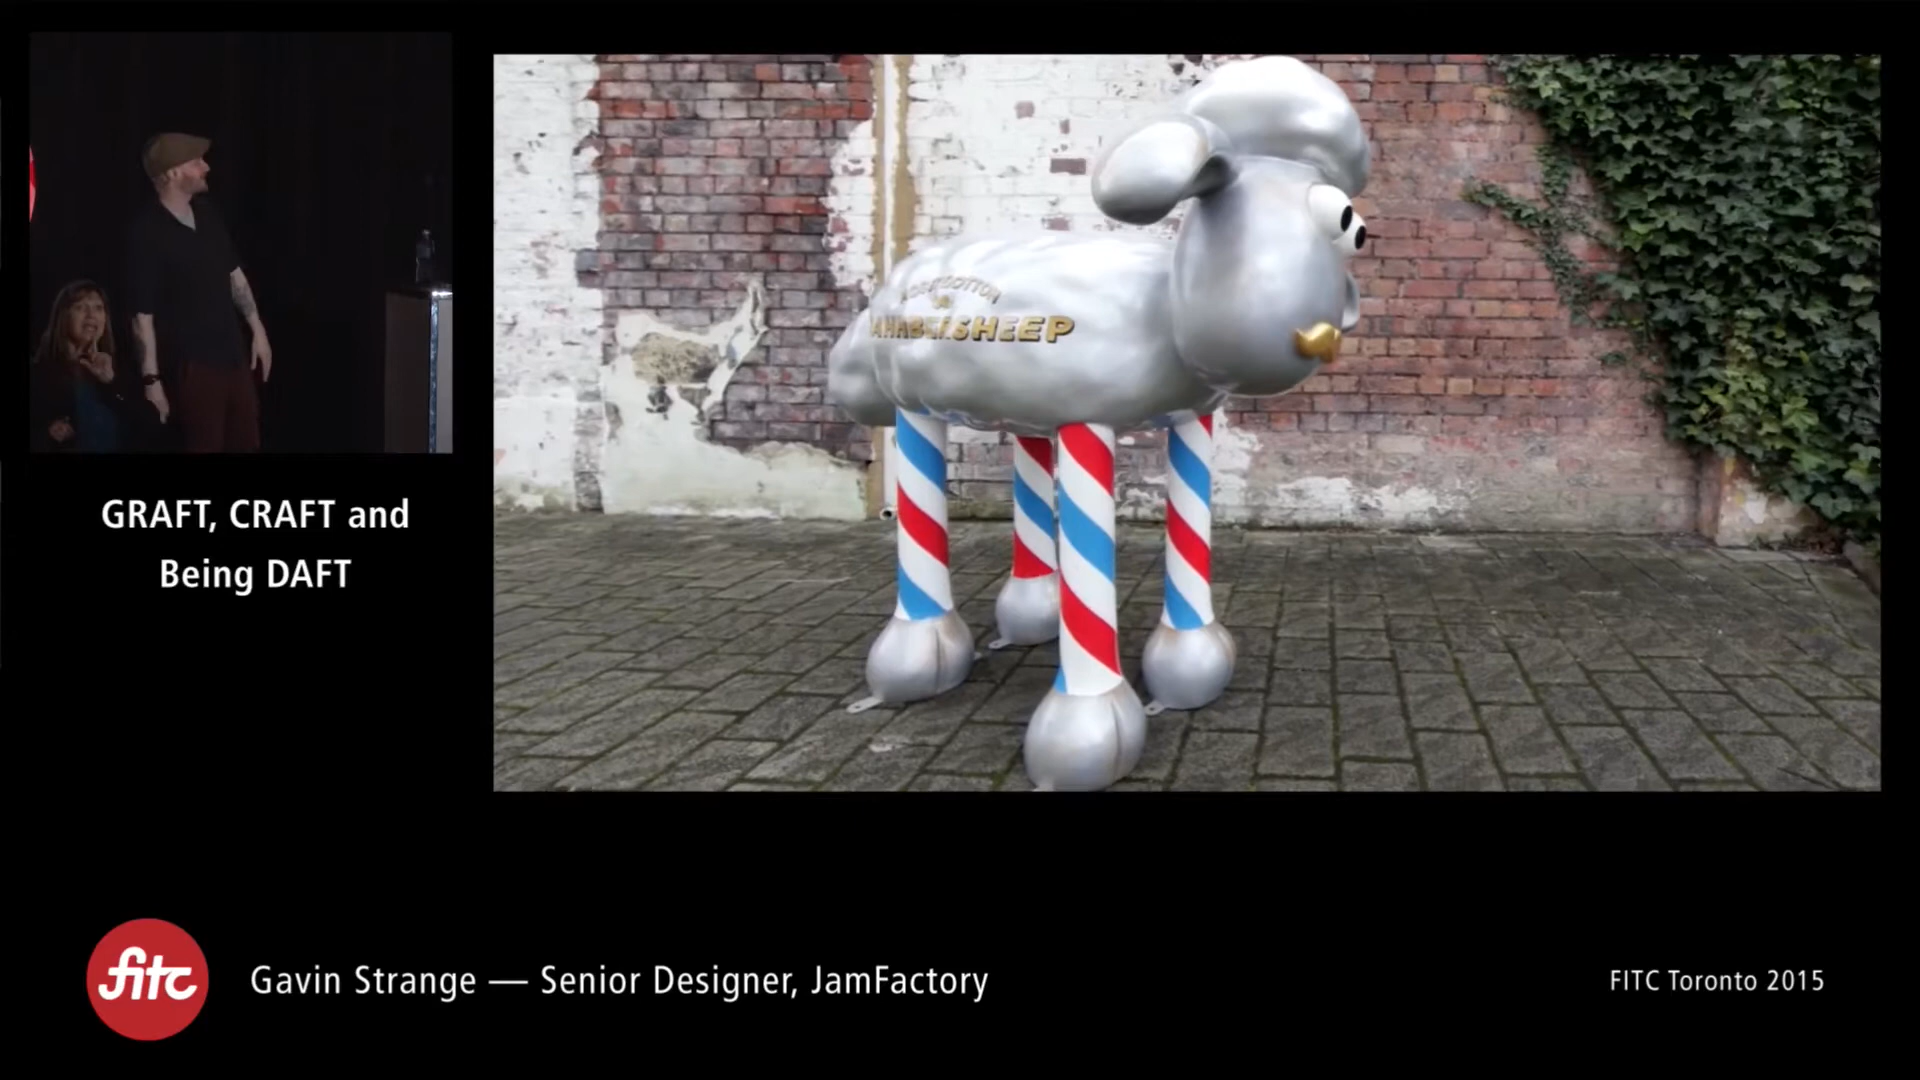 GRAFT, CRAFT and
Being DAFT
fitc
Gavin Strange — Senior Designer, JamFactory
FITC Toronto 2015